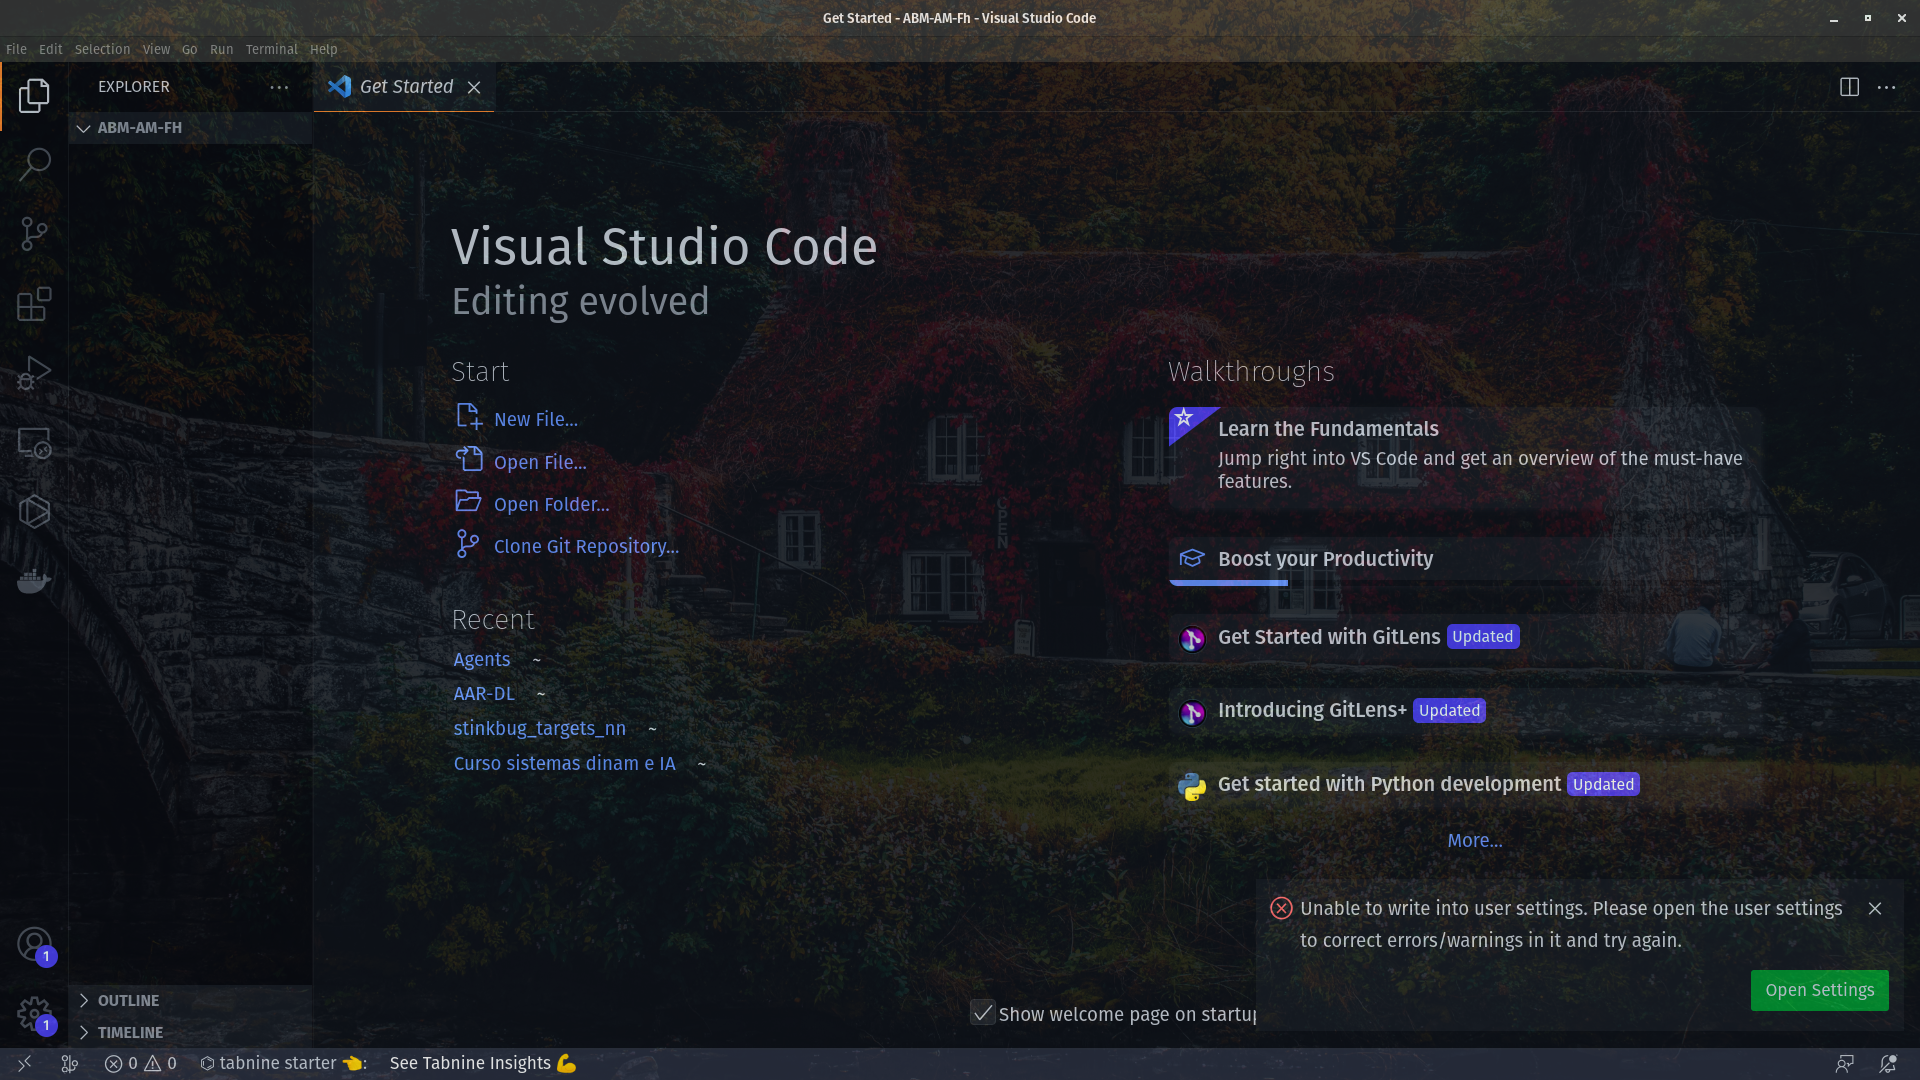 Get Started - ABM-AM-Fh - Visual Studio Code
File Edit Selection View Go Run Terminal Help
EXPLORER
Get Started
ABM-AM-FH
Visual Studio Code
Editing evolved
Start
New File...
Open File...
Open Folder...
Clone Git Repository...
Recent
Agents ~
AAR-DL ~
stinkbug_targets_nn ~
Curso sistemas dinam e IA ~
Walkthroughs
Learn the Fundamentals
Jump right into VS Code and get an overview of the must-have
features.
Boost your Productivity
Get Started with GitLens Updated
Introducing GitLens+ Updated
Get started with Python development Updated
More...
Unable to write into user settings. Please open the user settings
to correct errors/warnings in it and try again.
Open Settings
Show welcome page on startup
1
1
OUTLINE
TIMELINE
0 0 tabnine starter 👈: See Tabnine Insights 💪